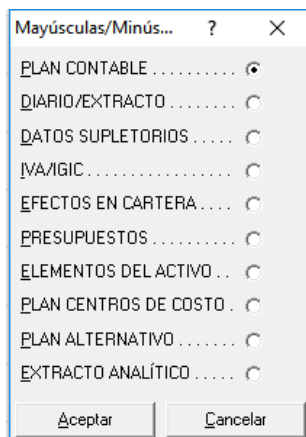 Mayúsculas/Minús... ? ×
PLAN CONTABLE . . . . . . . . . .
DIARIO/EXTRACTO . . . . . . .
DATOS SUPLETORIOS . . . . .
IVA/IGIC . . . . . . . . . . . . . . . . .
EFECTOS EN CARTERA . . . .
PRESUPUESTOS . . . . . . . . . .
ELEMENTOS DEL ACTIVO . .
PLAN CENTROS DE COSTO .
PLAN ALTERNATIVO . . . . . . .
EXTRACTO ANALÍTICO . . . . .
Aceptar Cancelar